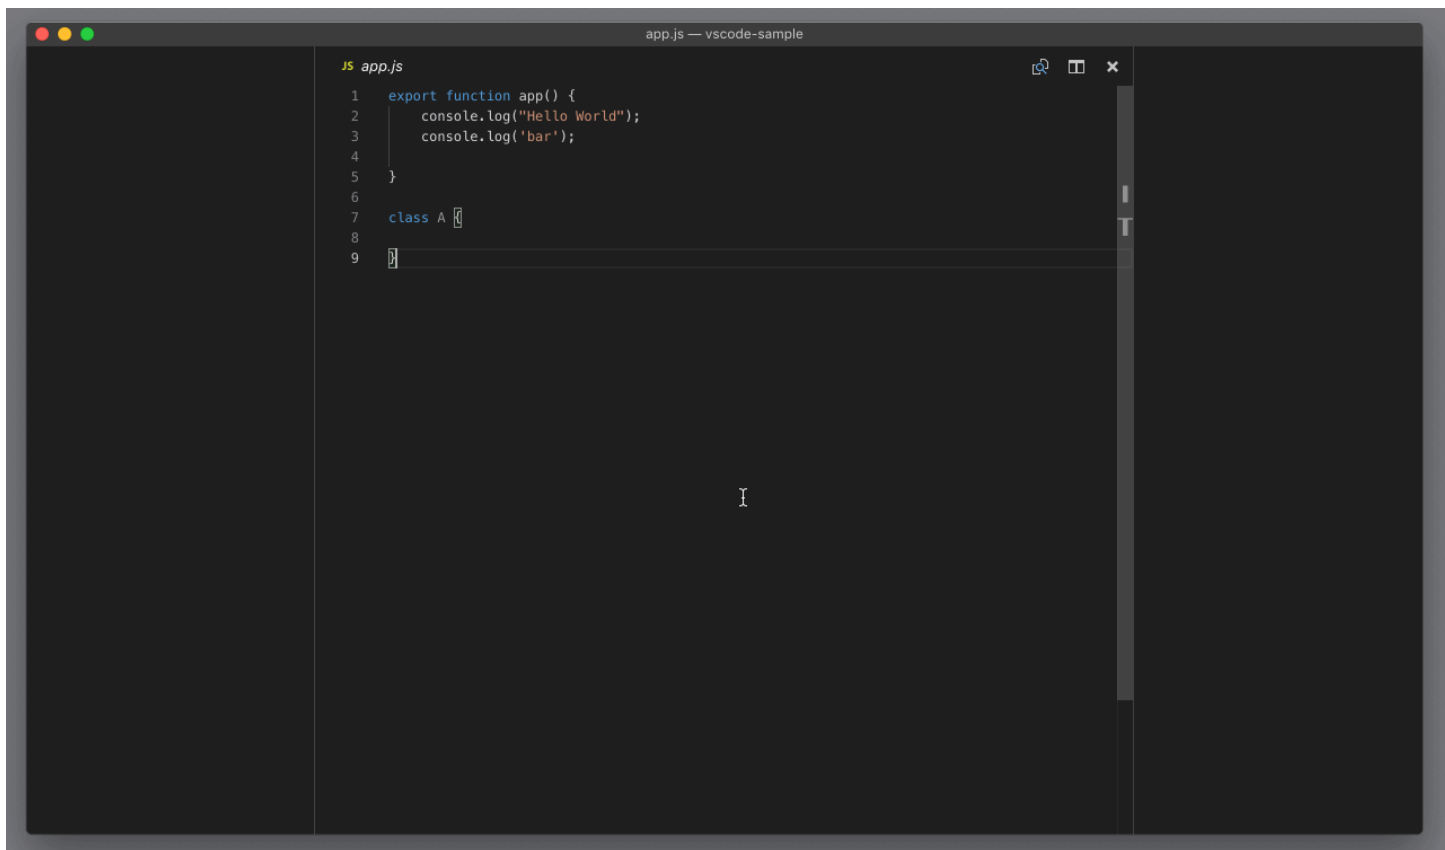 app.js — vscode-sample
JS app.js
1 export function app() {
2     console.log("Hello World");
3     console.log('bar');
4
5 }
6
7 class A {
8
9 }